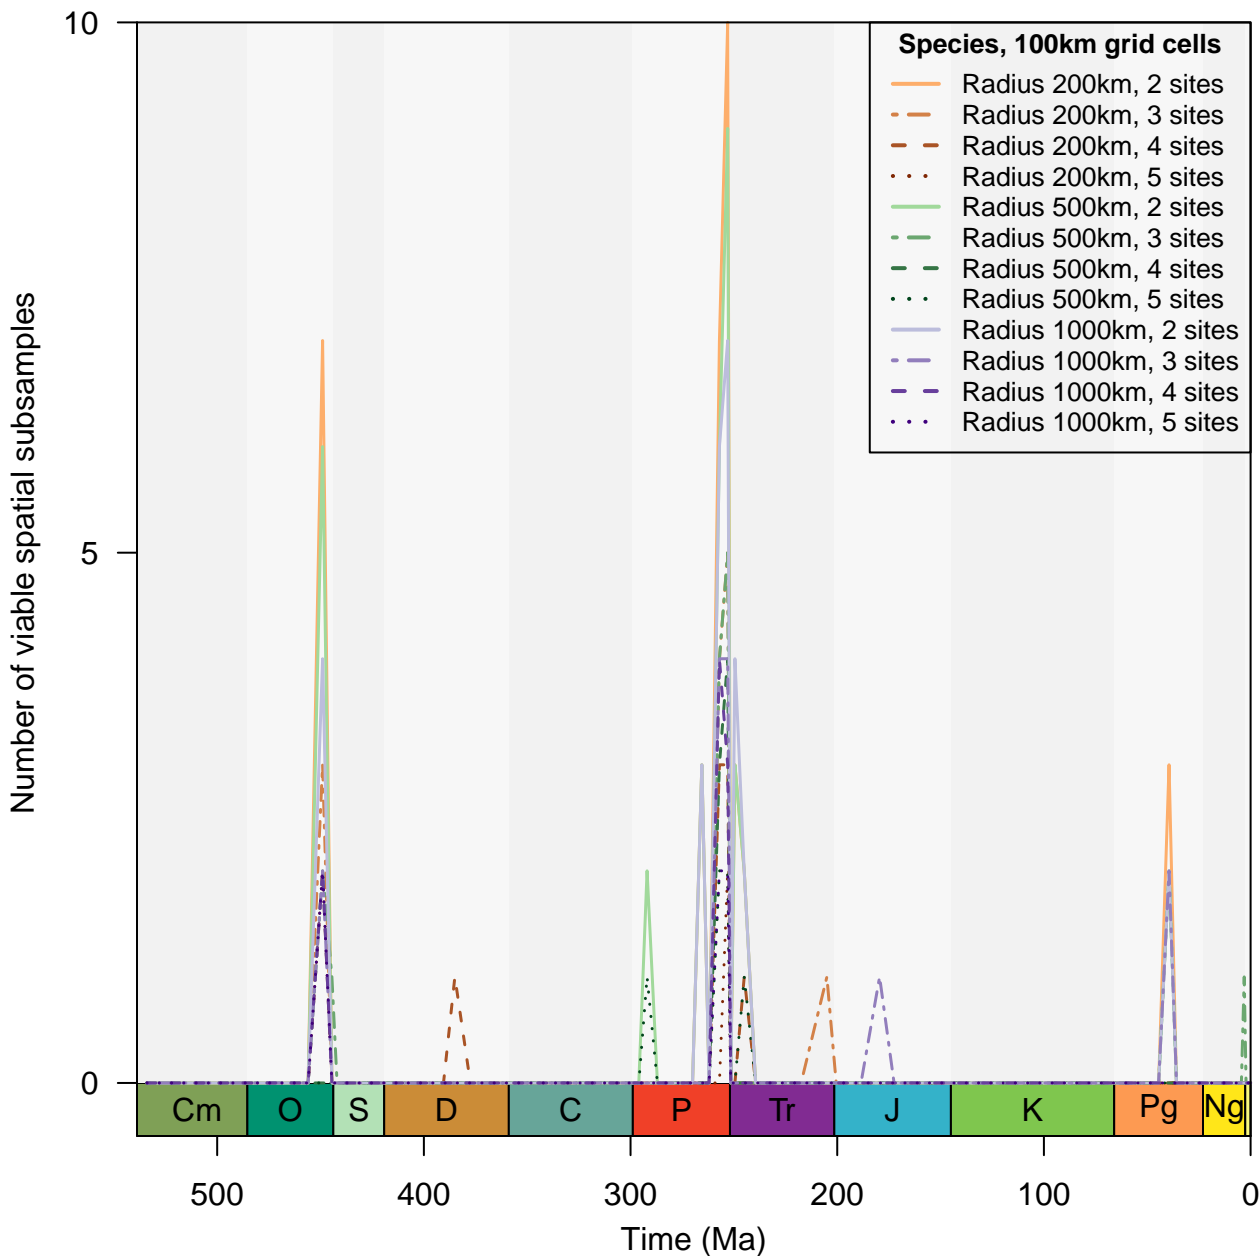 10
Species, 100km grid cells
Radius 200km, 2 sites
Radius 200km, 3 sites
Radius 200km, 4 sites
Radius 200km, 5 sites
Radius 500km, 2 sites
Radius 500km, 3 sites
Radius 500km, 4 sites
Radius 500km, 5 sites
Radius 1000km, 2 sites
Radius 1000km, 3 sites
Radius 1000km, 4 sites
Radius 1000km, 5 sites
Number of viable spatial subsamples
5
0
Cm O S D C P Tr J K Pg Ng
500 400 300 200 100 0
Time (Ma)